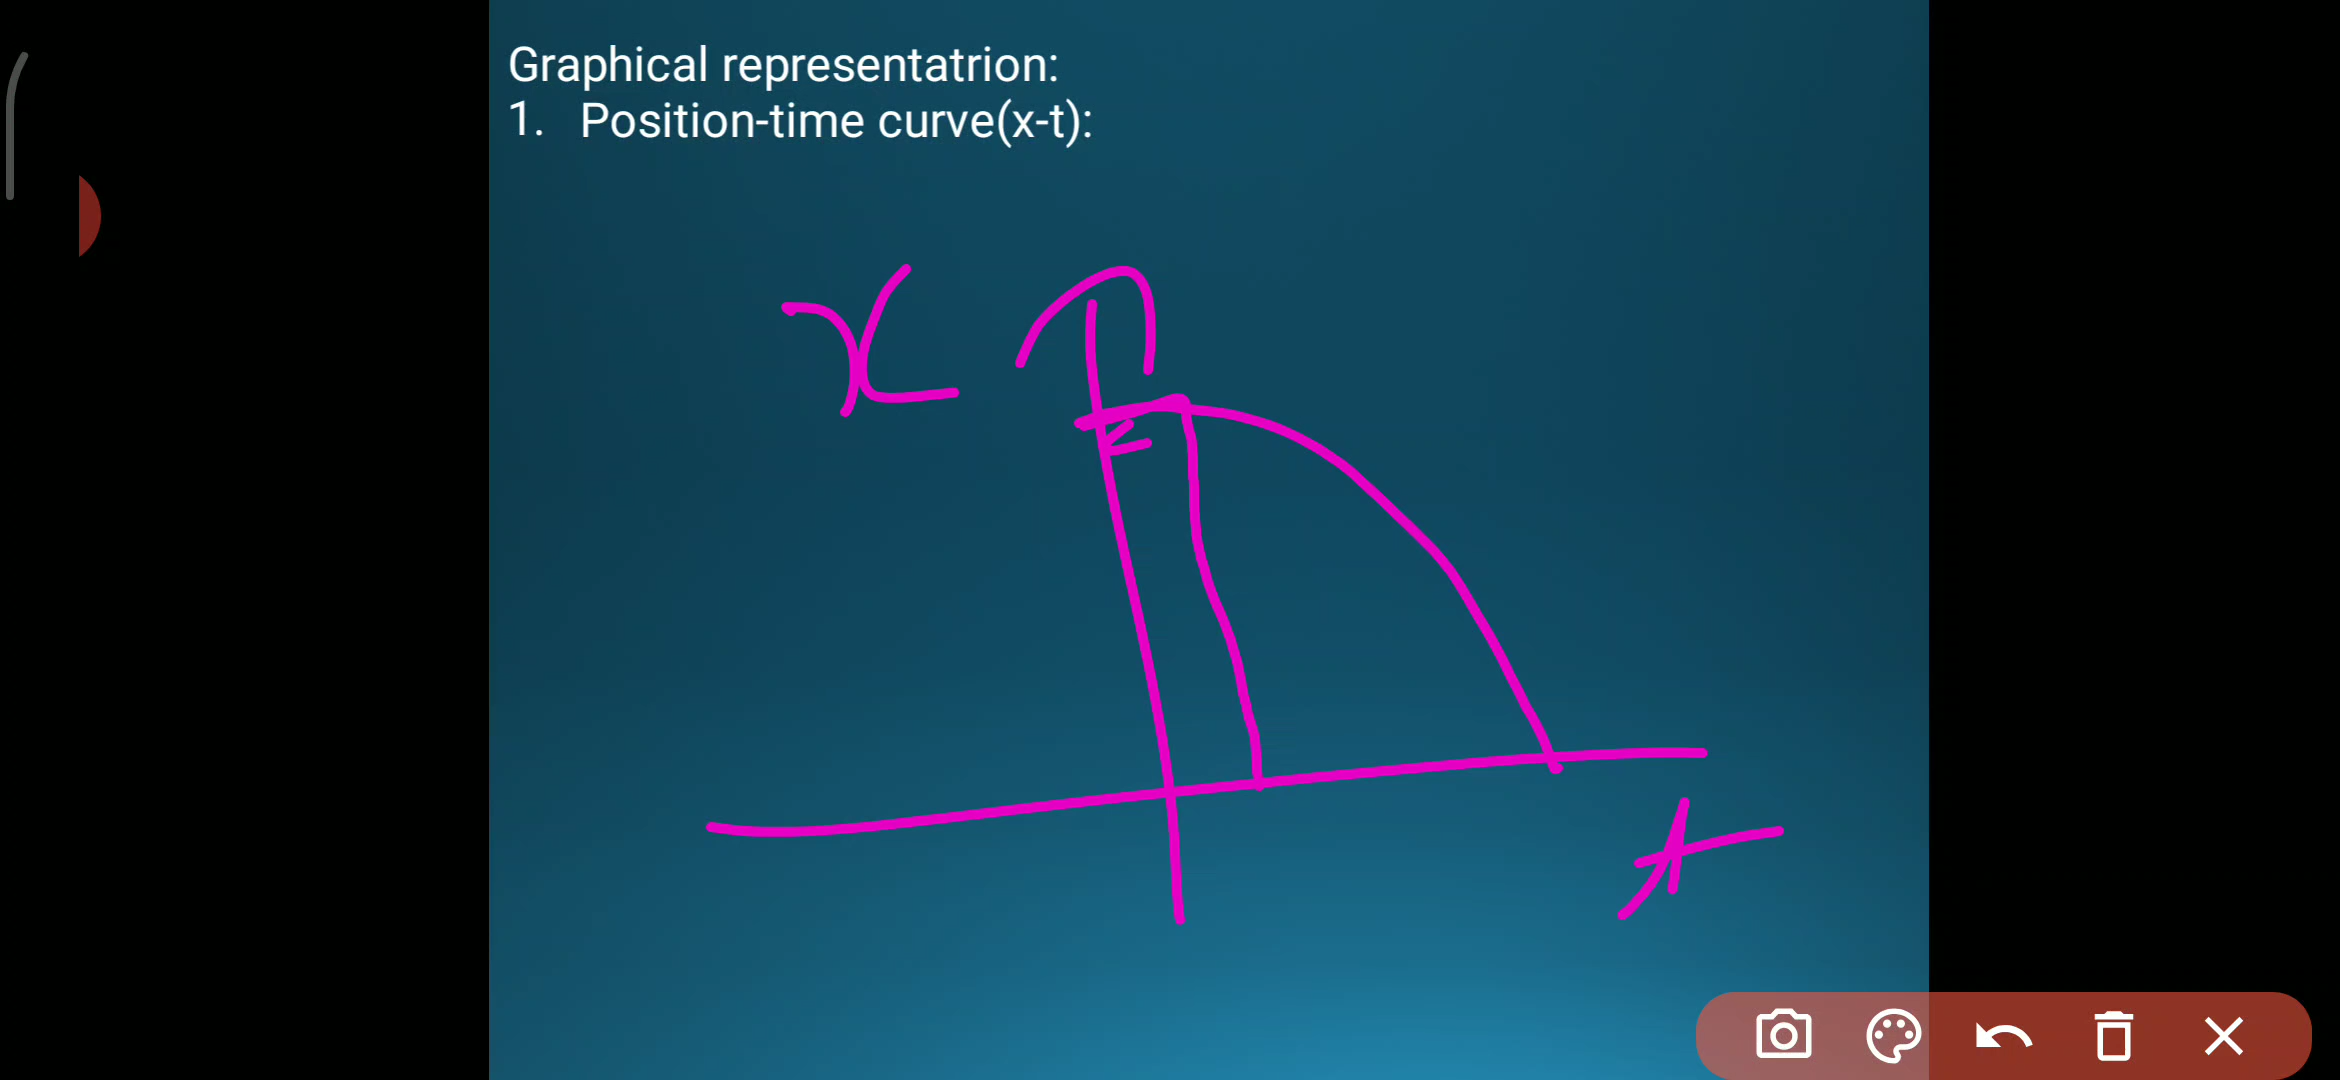 Graphical representatrion:
1. Position-time curve(x-t):
x
t